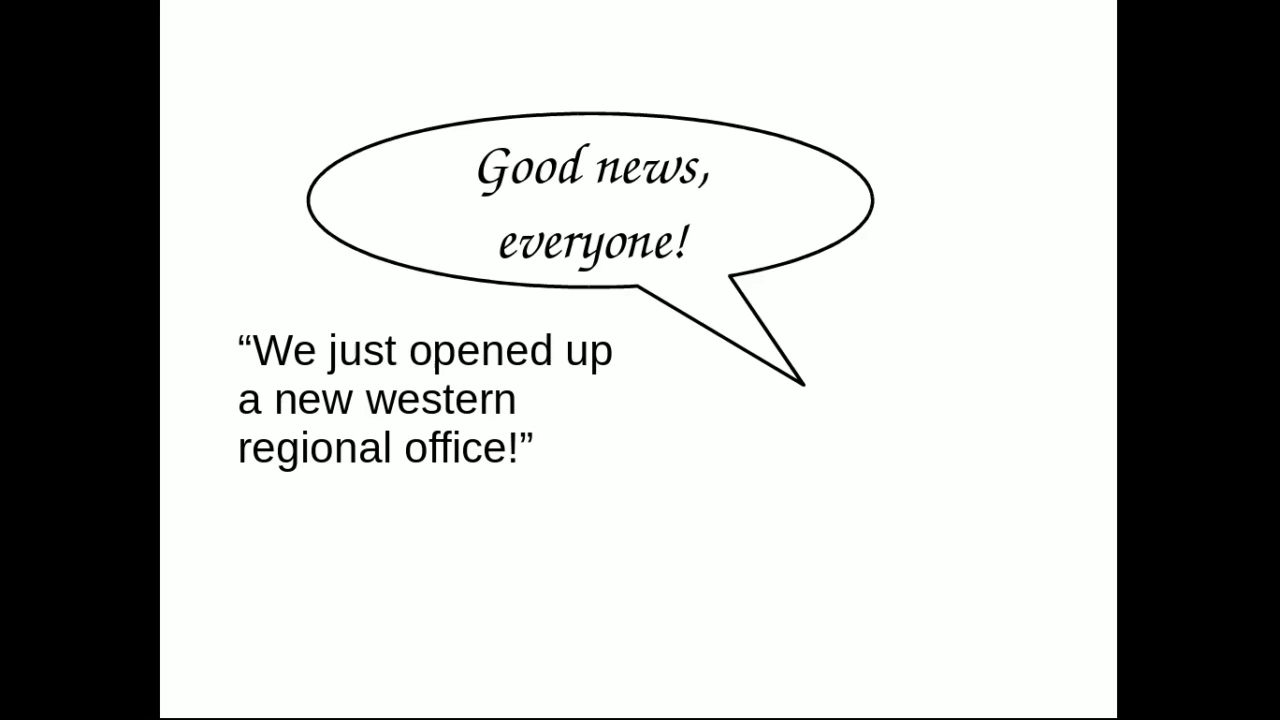 Good news,
everyone!
“We just opened up
a new western
regional office!”